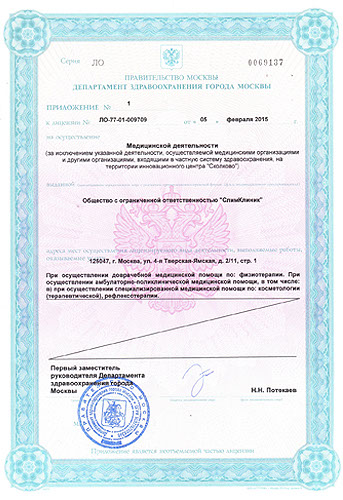 Серия ЛО 0069137
ПРАВИТЕЛЬСТВО МОСКВЫ
ДЕПАРТАМЕНТ ЗДРАВООХРАНЕНИЯ ГОРОДА МОСКВЫ
ПРИЛОЖЕНИЕ № 1
к лицензии № ЛО-77-01-009709 от «05» февраля 2015 г.
на осуществление
Медицинской деятельности
(за исключением указанной деятельности, осуществляемой медицинскими организациями
и другими организациями, входящими в частную систему здравоохранения, на
территории инновационного центра "Сколково")
выданной
Общество с ограниченной ответственностью "СлимКлиник"
адреса мест осуществления деятельности, выполняемые работы,
оказываемые
125047, г. Москва, ул. 4-я Тверская-Ямская, д. 2/11, стр. 1
При осуществлении доврачебной медицинской помощи по: физиотерапии. При
осуществлении амбулаторно-поликлинической медицинской помощи, в том числе:
в) при осуществлении специализированной медицинской помощи по: косметологии
(терапевтической), рефлексотерапии.
Первый заместитель
руководителя Департамента
здравоохранения города
Москвы
Н.Н. Потекаев
Приложение является неотъемлемой частью лицензии